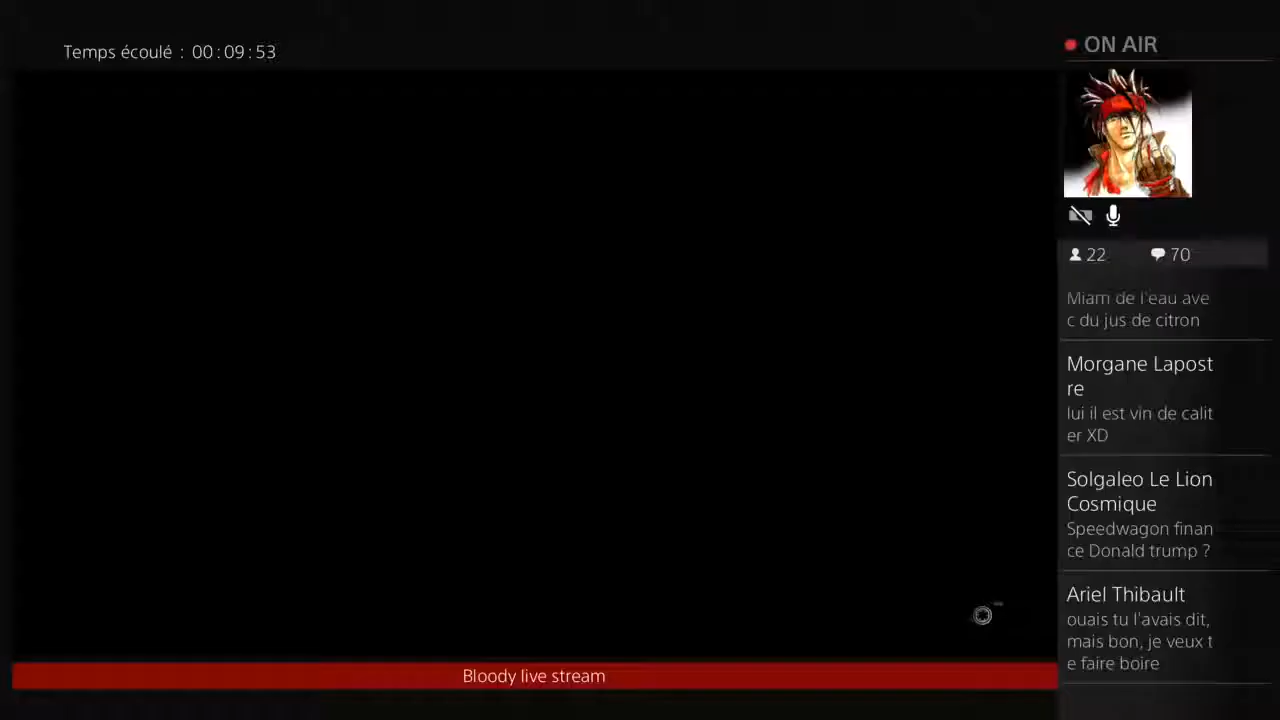 Temps écoulé : 00:09:53
ON AIR
22
70
Miam de l'eau ave
c du jus de citron
Morgane Lapost
re
lui il est vin de calit
er XD
Solgaleo Le Lion
Cosmique
Speedwagon finan
ce Donald trump ?
Ariel Thibault
ouais tu l'avais dit,
mais bon, je veux t
e faire boire
Bloody live stream